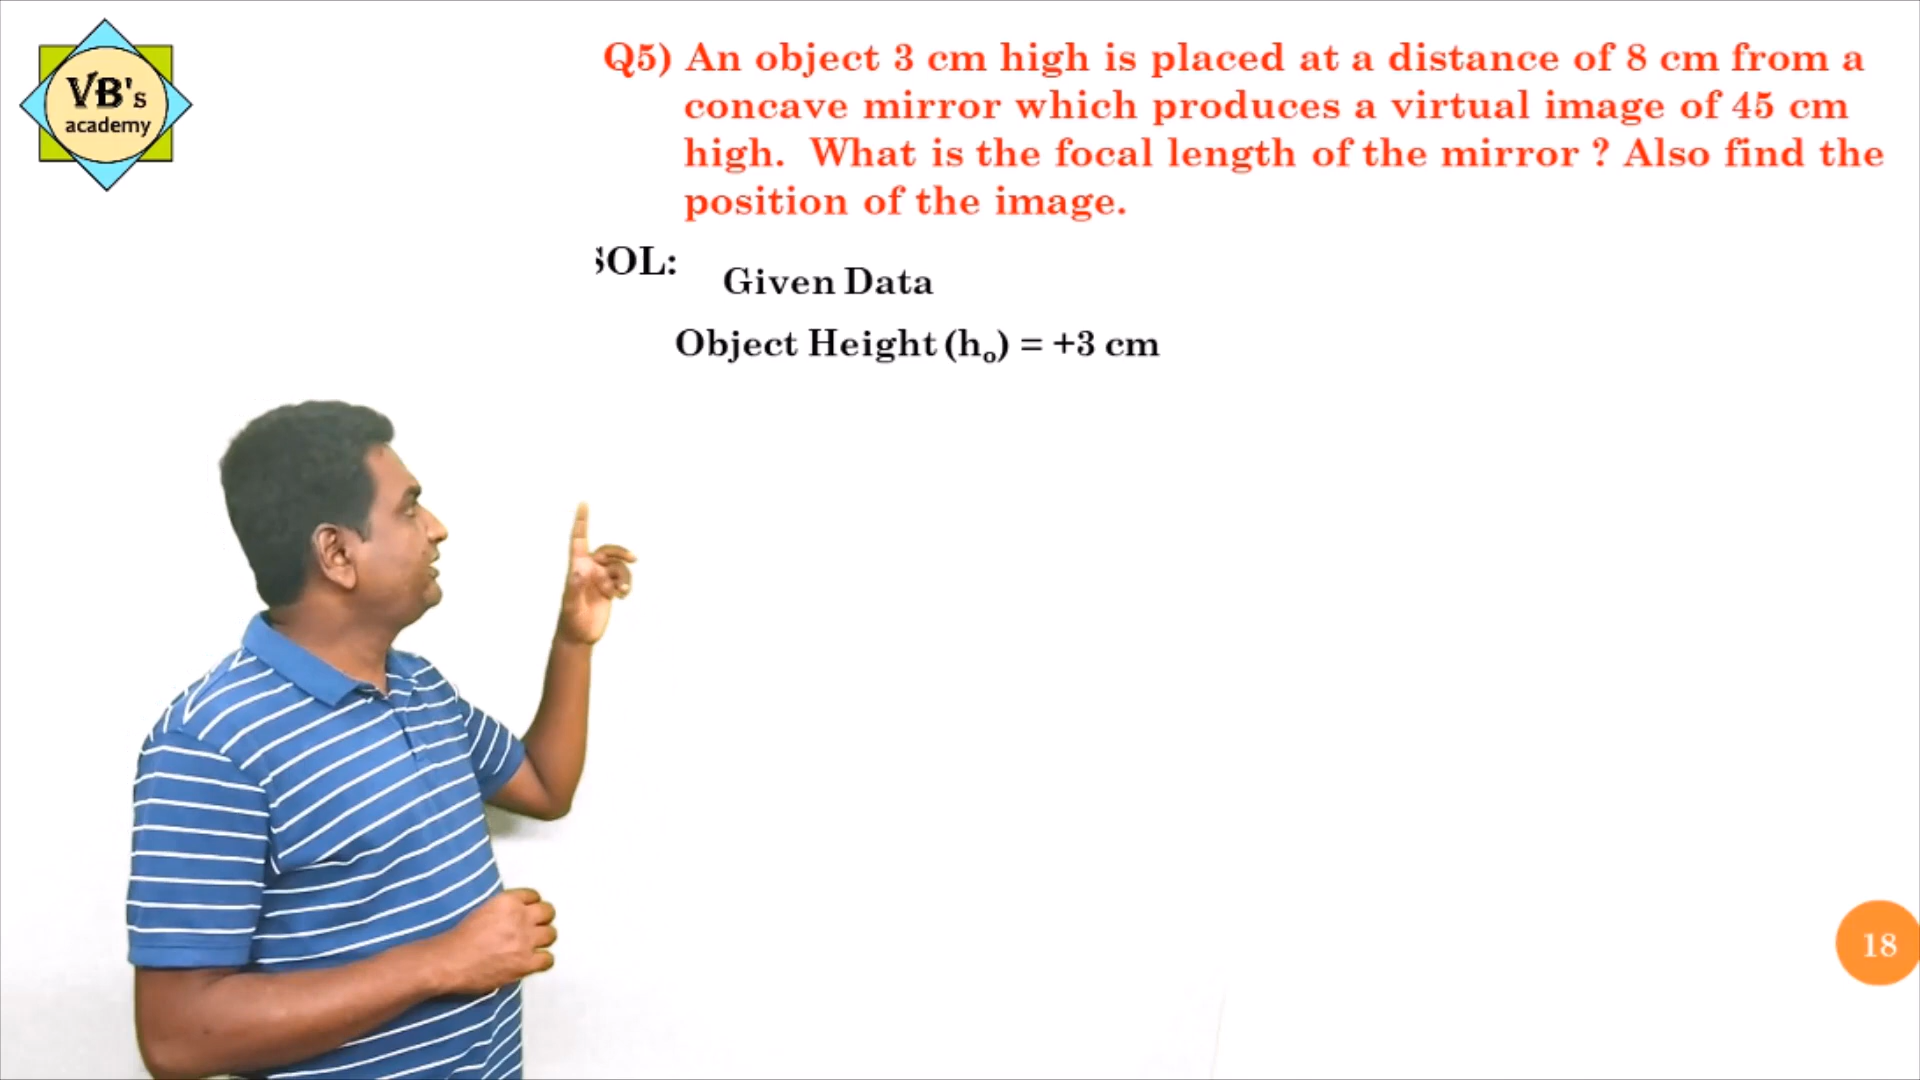 VB's
academy
Q5) An object 3 cm high is placed at a distance of 8 cm from a
concave mirror which produces a virtual image of 45 cm
high. What is the focal length of the mirror ? Also find the
position of the image.
SOL:
Given Data
Object Height (hₒ) = +3 cm
18